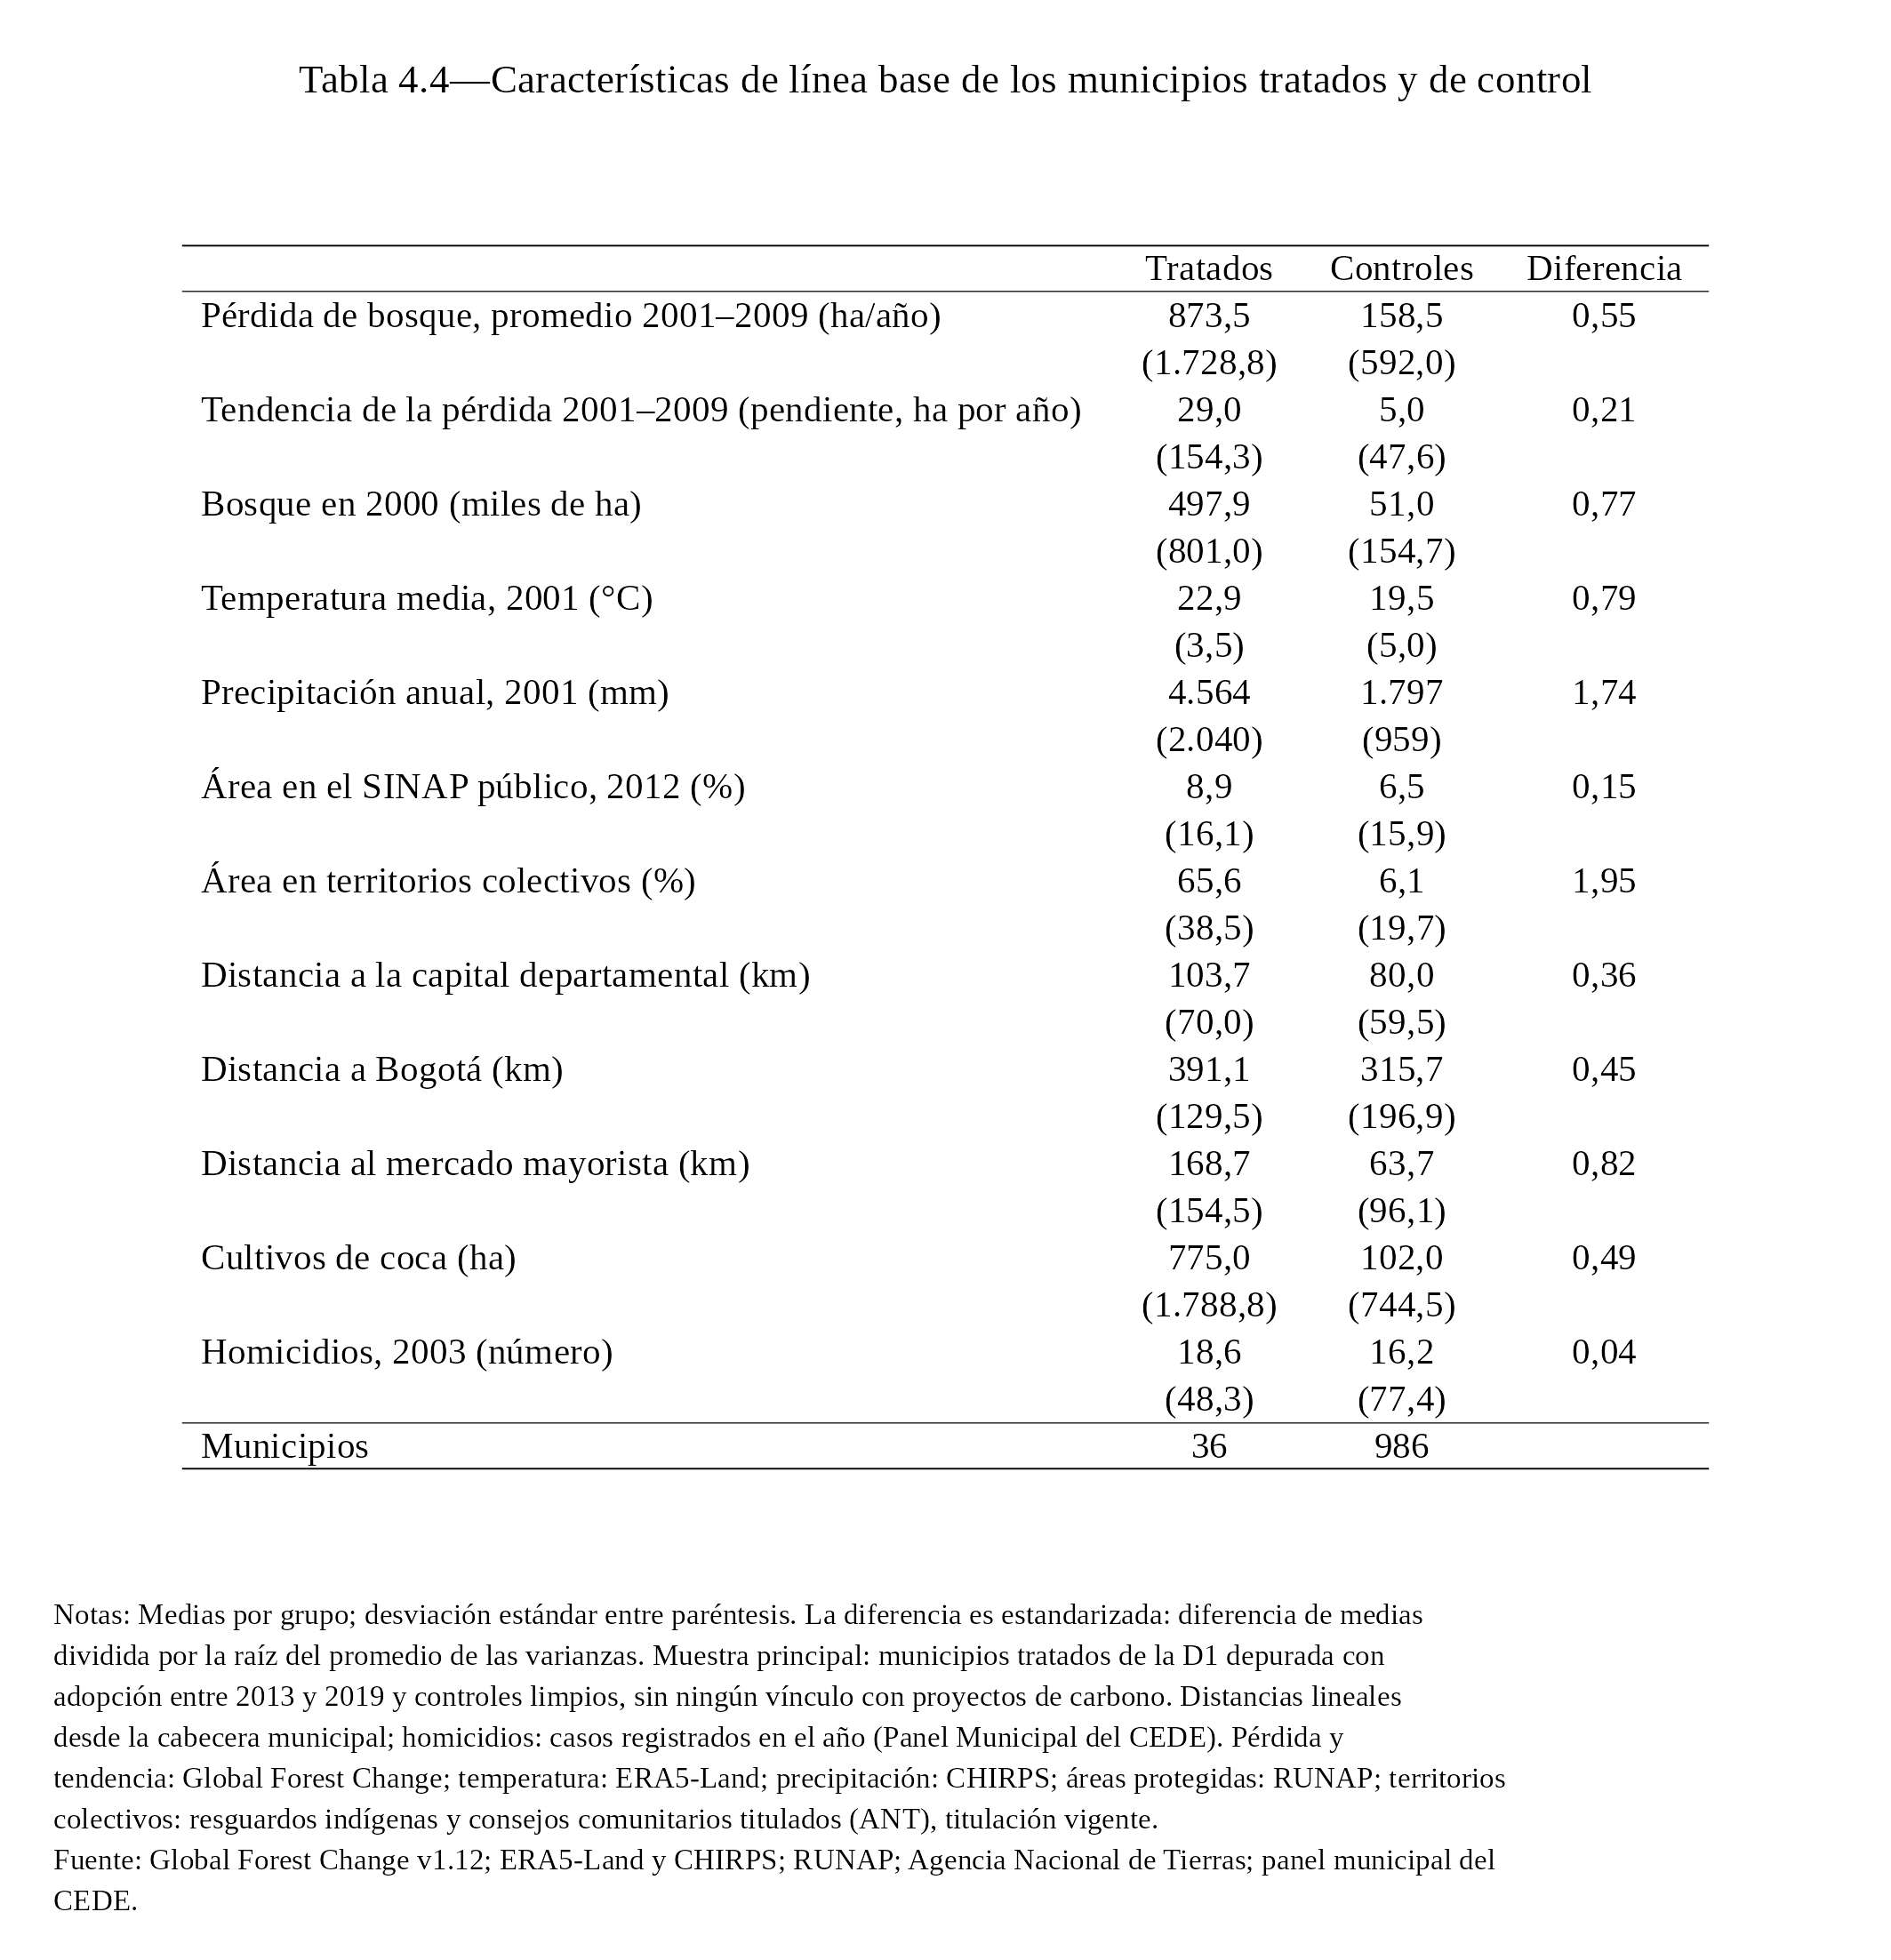 Tabla 4.4—Características de línea base de los municipios tratados y de control
Tratados Controles Diferencia
Pérdida de bosque, promedio 2001–2009 (ha/año) 873,5 158,5 0,55
(1.728,8) (592,0)
Tendencia de la pérdida 2001–2009 (pendiente, ha por año) 29,0 5,0 0,21
(154,3) (47,6)
Bosque en 2000 (miles de ha) 497,9 51,0 0,77
(801,0) (154,7)
Temperatura media, 2001 (°C) 22,9 19,5 0,79
(3,5) (5,0)
Precipitación anual, 2001 (mm) 4.564 1.797 1,74
(2.040) (959)
Área en el SINAP público, 2012 (%) 8,9 6,5 0,15
(16,1) (15,9)
Área en territorios colectivos (%) 65,6 6,1 1,95
(38,5) (19,7)
Distancia a la capital departamental (km) 103,7 80,0 0,36
(70,0) (59,5)
Distancia a Bogotá (km) 391,1 315,7 0,45
(129,5) (196,9)
Distancia al mercado mayorista (km) 168,7 63,7 0,82
(154,5) (96,1)
Cultivos de coca (ha) 775,0 102,0 0,49
(1.788,8) (744,5)
Homicidios, 2003 (número) 18,6 16,2 0,04
(48,3) (77,4)
Municipios 36 986
Notas: Medias por grupo; desviación estándar entre paréntesis. La diferencia es estandarizada: diferencia de medias
dividida por la raíz del promedio de las varianzas. Muestra principal: municipios tratados de la D1 depurada con
adopción entre 2013 y 2019 y controles limpios, sin ningún vínculo con proyectos de carbono. Distancias lineales
desde la cabecera municipal; homicidios: casos registrados en el año (Panel Municipal del CEDE). Pérdida y
tendencia: Global Forest Change; temperatura: ERA5-Land; precipitación: CHIRPS; áreas protegidas: RUNAP; territorios
colectivos: resguardos indígenas y consejos comunitarios titulados (ANT), titulación vigente.
Fuente: Global Forest Change v1.12; ERA5-Land y CHIRPS; RUNAP; Agencia Nacional de Tierras; panel municipal del
CEDE.